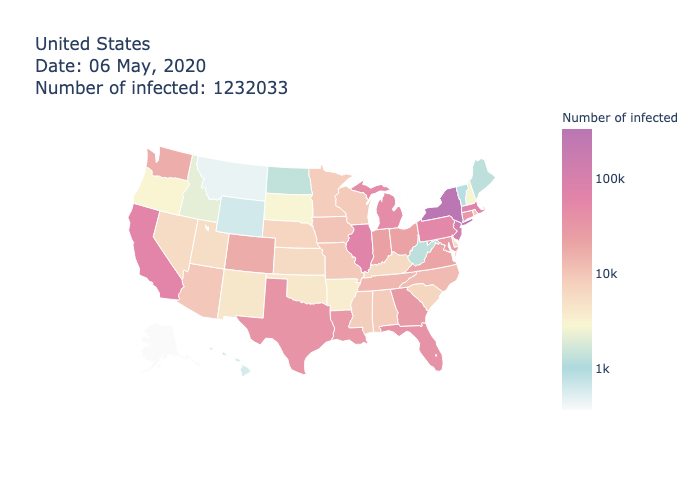 United States
Date: 06 May, 2020
Number of infected: 1232033
Number of infected
100k
10k
1k